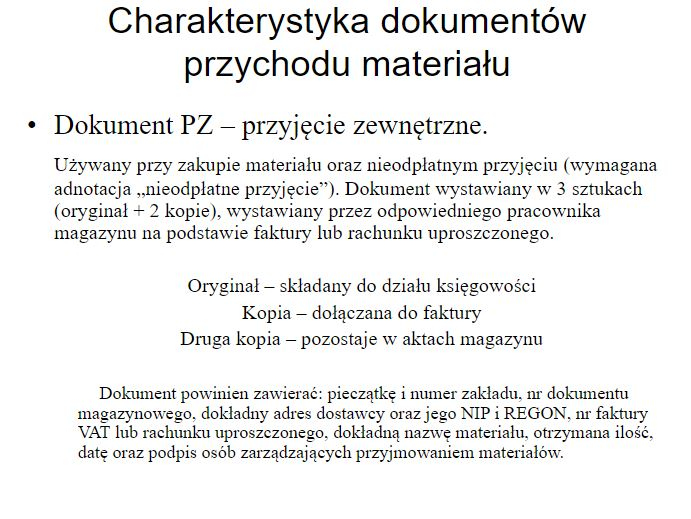 Charakterystyka dokumentów
przychodu materiału
• Dokument PZ – przyjęcie zewnętrzne.
Używany przy zakupie materiału oraz nieodpłatnym przyjęciu (wymagana
adnotacja „nieodpłatne przyjęcie”). Dokument wystawiany w 3 sztukach
(oryginał + 2 kopie), wystawiany przez odpowiedniego pracownika
magazynu na podstawie faktury lub rachunku uproszczonego.
Oryginał – składany do działu księgowości
Kopia – dołączana do faktury
Druga kopia – pozostaje w aktach magazynu
Dokument powinien zawierać: pieczątkę i numer zakładu, nr dokumentu
magazynowego, dokładny adres dostawcy oraz jego NIP i REGON, nr faktury
VAT lub rachunku uproszczonego, dokładną nazwę materiału, otrzymana ilość,
datę oraz podpis osób zarządzających przyjmowaniem materiałów.